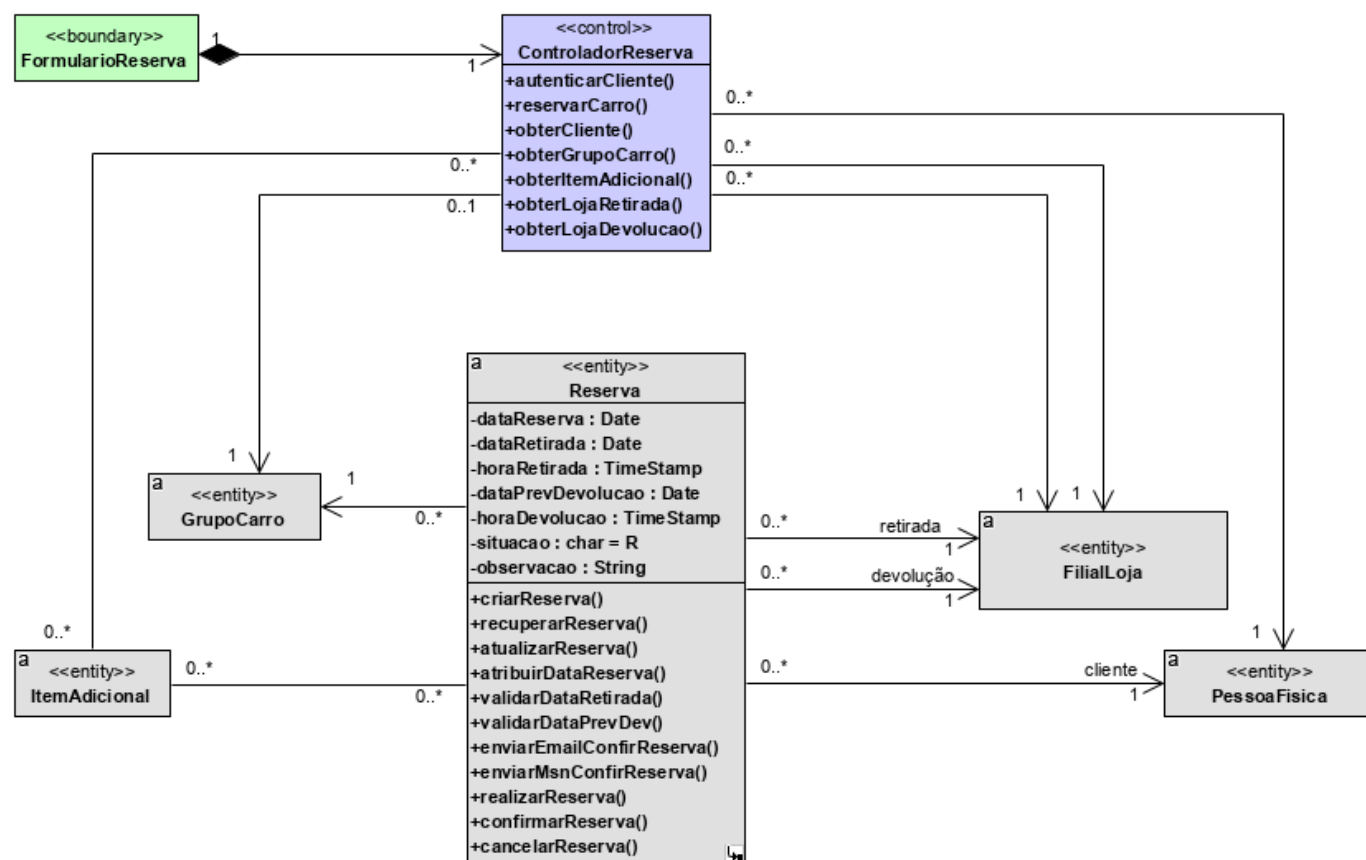 <<boundary>>
FormularioReserva
1
1
<<control>>
ControladorReserva
+autenticarCliente()
+reservarCarro()
+obterCliente()
+obterGrupoCarro()
+obterItemAdicional()
+obterLojaRetirada()
+obterLojaDevolucao()
0..*
0..1
0..*
0..*
0..*
a
<<entity>>
Reserva
-dataReserva : Date
-dataRetirada : Date
-horaRetirada : TimeStamp
-dataPrevDevolucao : Date
-horaDevolucao : TimeStamp
-situacao : char = R
-observacao : String
+criarReserva()
+recuperarReserva()
+atualizarReserva()
+atribuirDataReserva()
+validarDataRetirada()
+validarDataPrevDev()
+enviarEmailConfirReserva()
+enviarMsnConfirReserva()
+realizarReserva()
+confirmarReserva()
+cancelarReserva()
1
a
<<entity>>
GrupoCarro
1
0..*
0..*
a
<<entity>>
ItemAdicional
0..*
0..*
0..*
retirada
1
0..*
devolução
1
1
1
a
<<entity>>
FilialLoja
0..*
cliente
1
1
a
<<entity>>
PessoaFisica